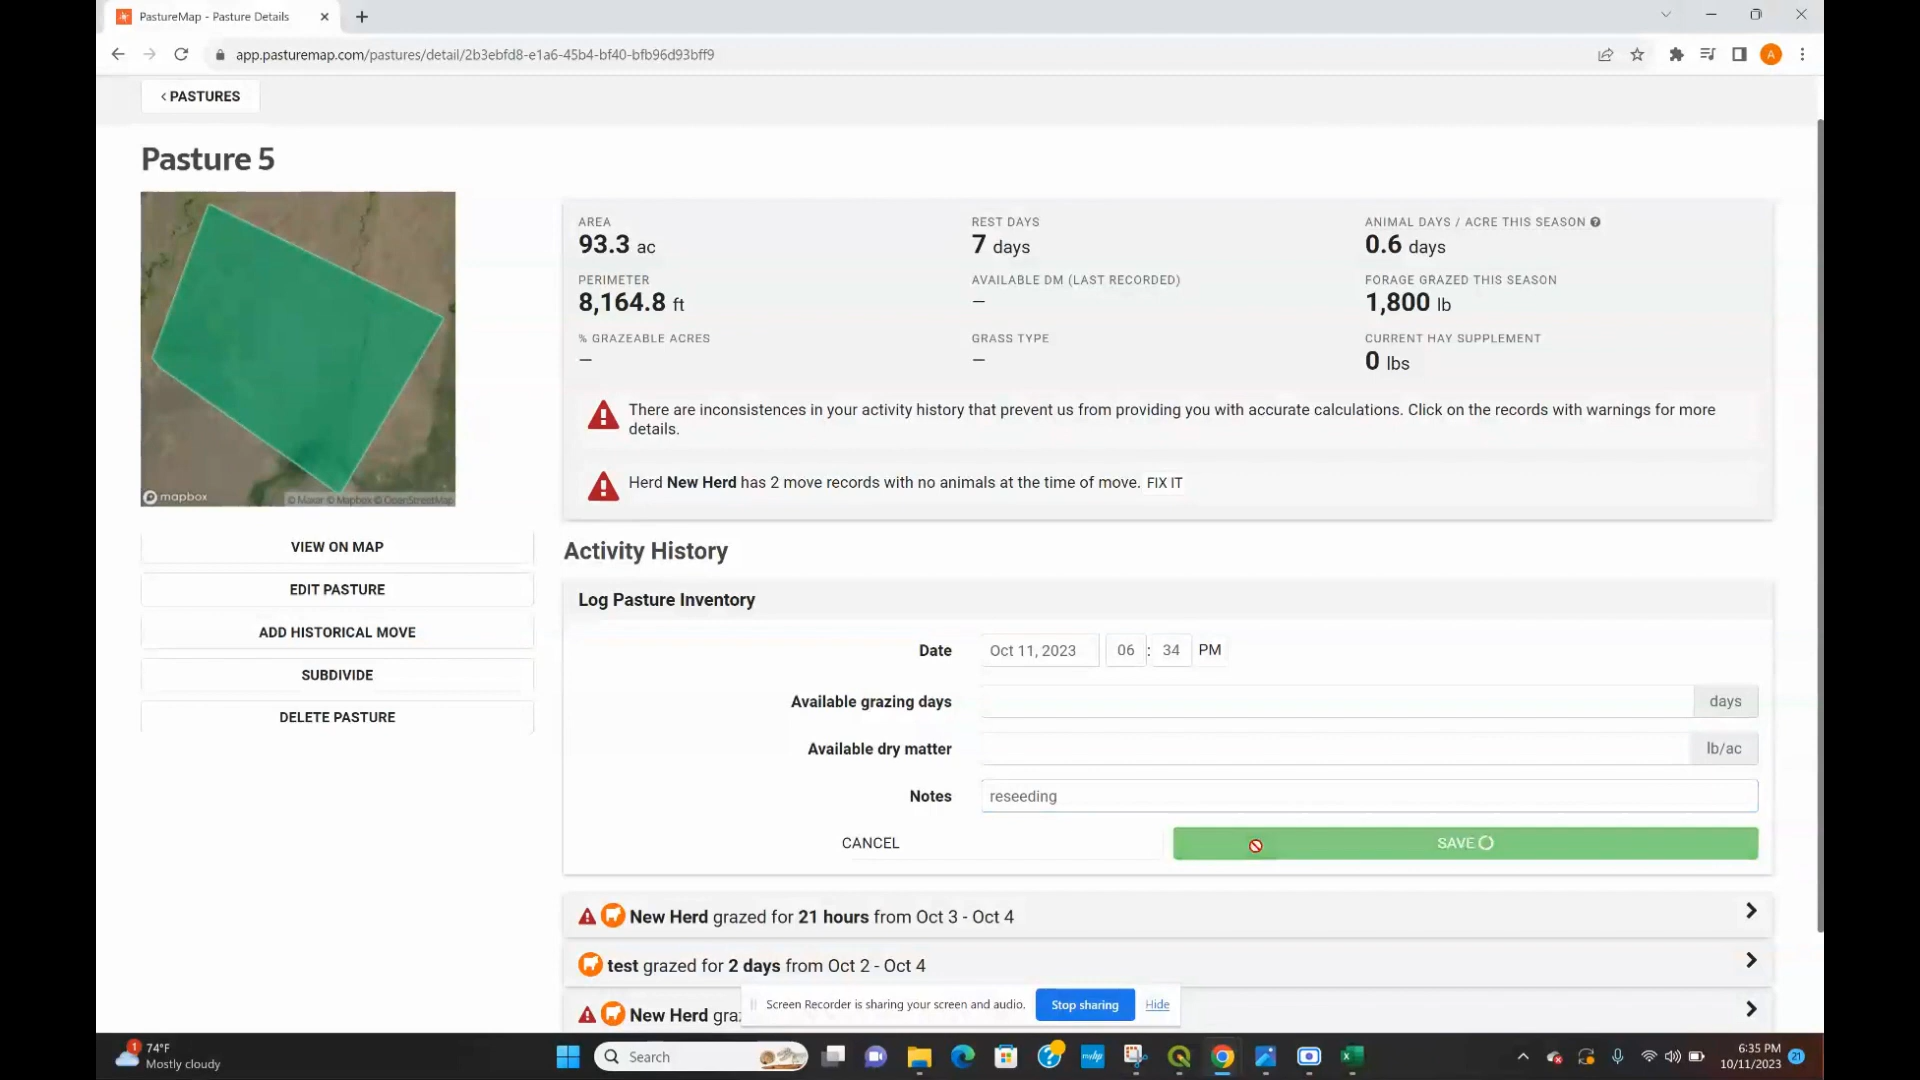 PastureMap - Pasture Details
app.pasturemap.com/pastures/detail/2b3ebfd8-e1a6-45b4-bf40-bfb96d93bff9
A
PASTURES
Pasture 5
mapbox
© Maxar © Mapbox © OpenStreetMap
AREA
93.3 ac
REST DAYS
7 days
ANIMAL DAYS / ACRE THIS SEASON
0.6 days
PERIMETER
8,164.8 ft
AVAILABLE DM (LAST RECORDED)
—
FORAGE GRAZED THIS SEASON
1,800 lb
% GRAZEABLE ACRES
—
GRASS TYPE
—
CURRENT HAY SUPPLEMENT
0 lbs
There are inconsistences in your activity history that prevent us from providing you with accurate calculations. Click on the records with warnings for more
details.
Herd New Herd has 2 move records with no animals at the time of move. FIX IT
VIEW ON MAP
EDIT PASTURE
ADD HISTORICAL MOVE
SUBDIVIDE
DELETE PASTURE
Activity History
Log Pasture Inventory
Date Oct 11, 2023 06 : 34 PM
Available grazing days days
Available dry matter lb/ac
Notes reseeding
CANCEL SAVE
New Herd grazed for 21 hours from Oct 3 - Oct 4
test grazed for 2 days from Oct 2 - Oct 4
New Herd gra
Screen Recorder is sharing your screen and audio. Stop sharing Hide
1
74°F
Mostly cloudy
Search
myhp
6:35 PM
10/11/2023
21